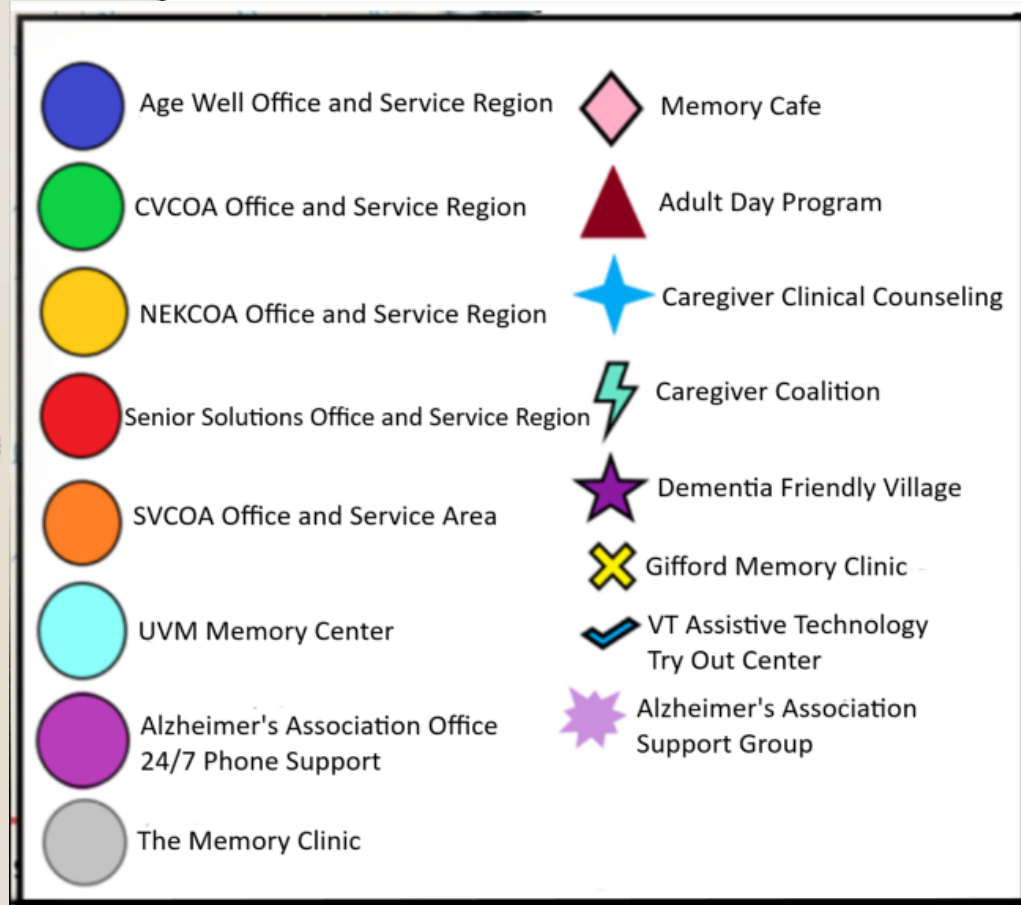 Age Well Office and Service Region
CVCOA Office and Service Region
NEKCOA Office and Service Region
Senior Solutions Office and Service Region
SVCOA Office and Service Area
UVM Memory Center
Alzheimer's Association Office
24/7 Phone Support
The Memory Clinic
Memory Cafe
Adult Day Program
Caregiver Clinical Counseling
Caregiver Coalition
Dementia Friendly Village
Gifford Memory Clinic
VT Assistive Technology
Try Out Center
Alzheimer's Association
Support Group